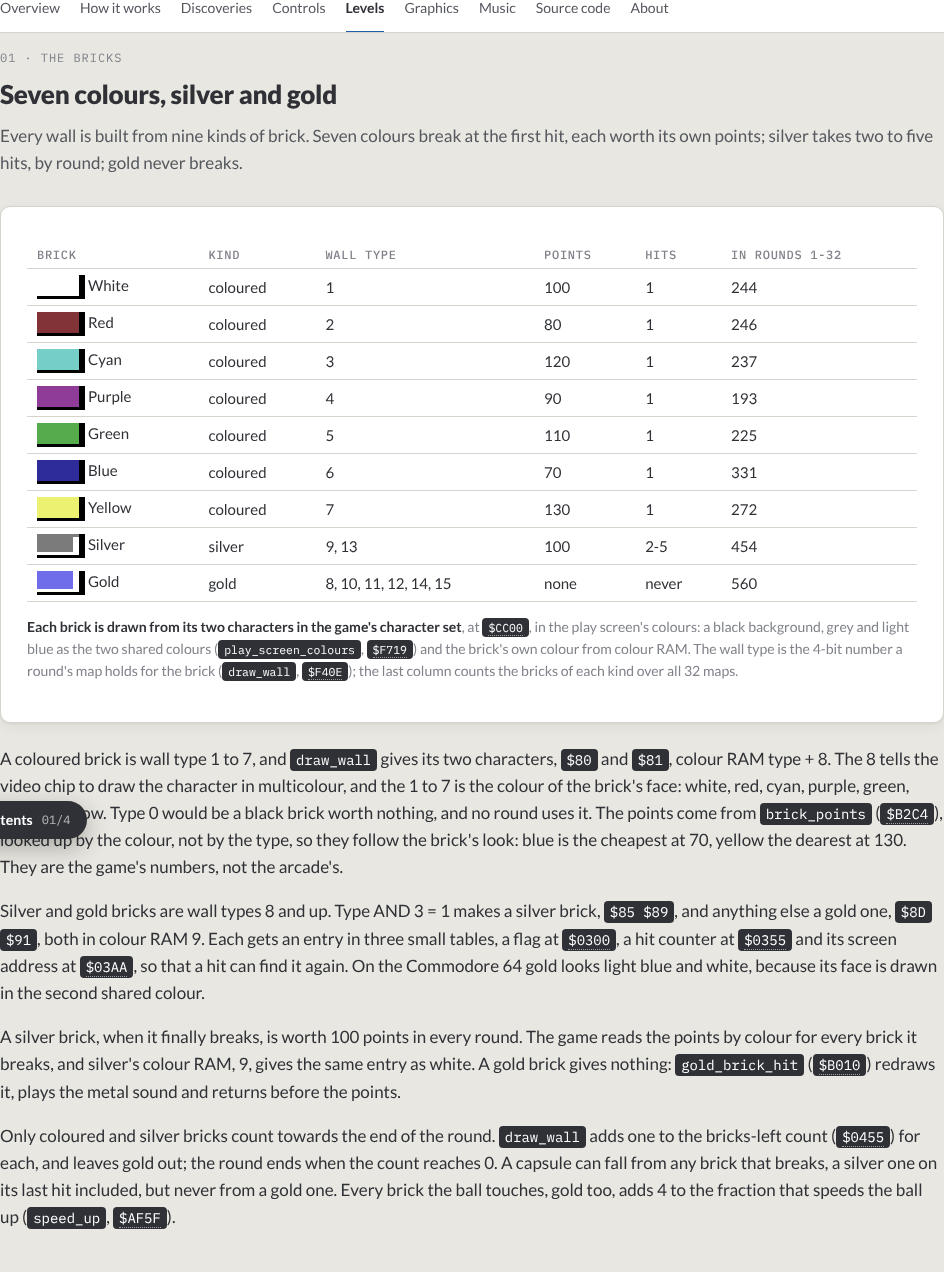 Overview How it works Discoveries Controls Levels Graphics Music Source code About
01 · THE BRICKS
Seven colours, silver and gold
Every wall is built from nine kinds of brick. Seven colours break at the first hit, each worth its own points; silver takes two to five
hits, by round; gold never breaks.
BRICK KIND WALL TYPE POINTS HITS IN ROUNDS 1-32
White coloured 1 100 1 244
Red coloured 2 80 1 246
Cyan coloured 3 120 1 237
Purple coloured 4 90 1 193
Green coloured 5 110 1 225
Blue coloured 6 70 1 331
Yellow coloured 7 130 1 272
Silver silver 9, 13 100 2-5 454
Gold gold 8, 10, 11, 12, 14, 15 none never 560
Each brick is drawn from its two characters in the game's character set, at $CC00, in the play screen's colours: a black background, grey and light
blue as the two shared colours (play_screen_colours, $F719) and the brick's own colour from colour RAM. The wall type is the 4-bit number a
round's map holds for the brick (draw_wall, $F40E); the last column counts the bricks of each kind over all 32 maps.
A coloured brick is wall type 1 to 7, and draw_wall gives its two characters, $80 and $81, colour RAM type + 8. The 8 tells the
video chip to draw the character in multicolour, and the 1 to 7 is the colour of the brick's face: white, red, cyan, purple, green,
ow. Type 0 would be a black brick worth nothing, and no round uses it. The points come from brick_points ($B2C4),
tents 01/4
looked up by the colour, not by the type, so they follow the brick's look: blue is the cheapest at 70, yellow the dearest at 130.
They are the game's numbers, not the arcade's.
Silver and gold bricks are wall types 8 and up. Type AND 3 = 1 makes a silver brick, $85 $89, and anything else a gold one, $8D
$91, both in colour RAM 9. Each gets an entry in three small tables, a flag at $0300, a hit counter at $0355 and its screen
address at $03AA, so that a hit can find it again. On the Commodore 64 gold looks light blue and white, because its face is drawn
in the second shared colour.
A silver brick, when it finally breaks, is worth 100 points in every round. The game reads the points by colour for every brick it
breaks, and silver's colour RAM, 9, gives the same entry as white. A gold brick gives nothing: gold_brick_hit ($B010) redraws
it, plays the metal sound and returns before the points.
Only coloured and silver bricks count towards the end of the round. draw_wall adds one to the bricks-left count ($0455) for
each, and leaves gold out; the round ends when the count reaches 0. A capsule can fall from any brick that breaks, a silver one on
its last hit included, but never from a gold one. Every brick the ball touches, gold too, adds 4 to the fraction that speeds the ball
up (speed_up, $AF5F).